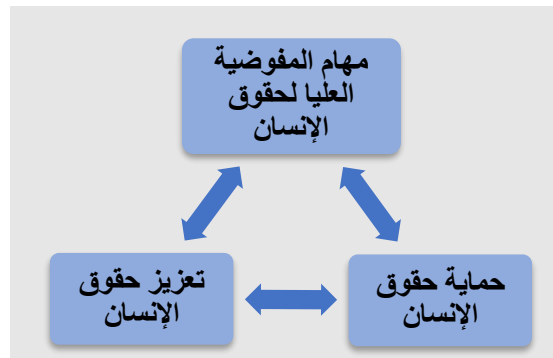 مهام المفوضية
العليا لحقوق
الإنسان
حماية حقوق
الإنسان
تعزيز حقوق
الإنسان